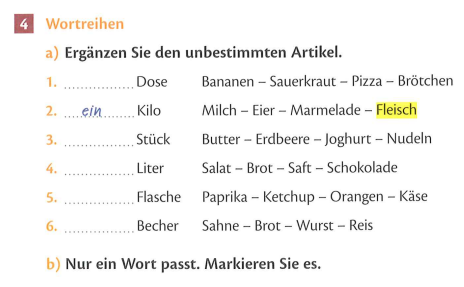 4 Wortreihen
a) Ergänzen Sie den unbestimmten Artikel.
1. ................ Dose Bananen – Sauerkraut – Pizza – Brötchen
2. ....ein........ Kilo Milch – Eier – Marmelade – Fleisch
3. ................ Stück Butter – Erdbeere – Joghurt – Nudeln
4. ................ Liter Salat – Brot – Saft – Schokolade
5. ................ Flasche Paprika – Ketchup – Orangen – Käse
6. ................ Becher Sahne – Brot – Wurst – Reis
b) Nur ein Wort passt. Markieren Sie es.